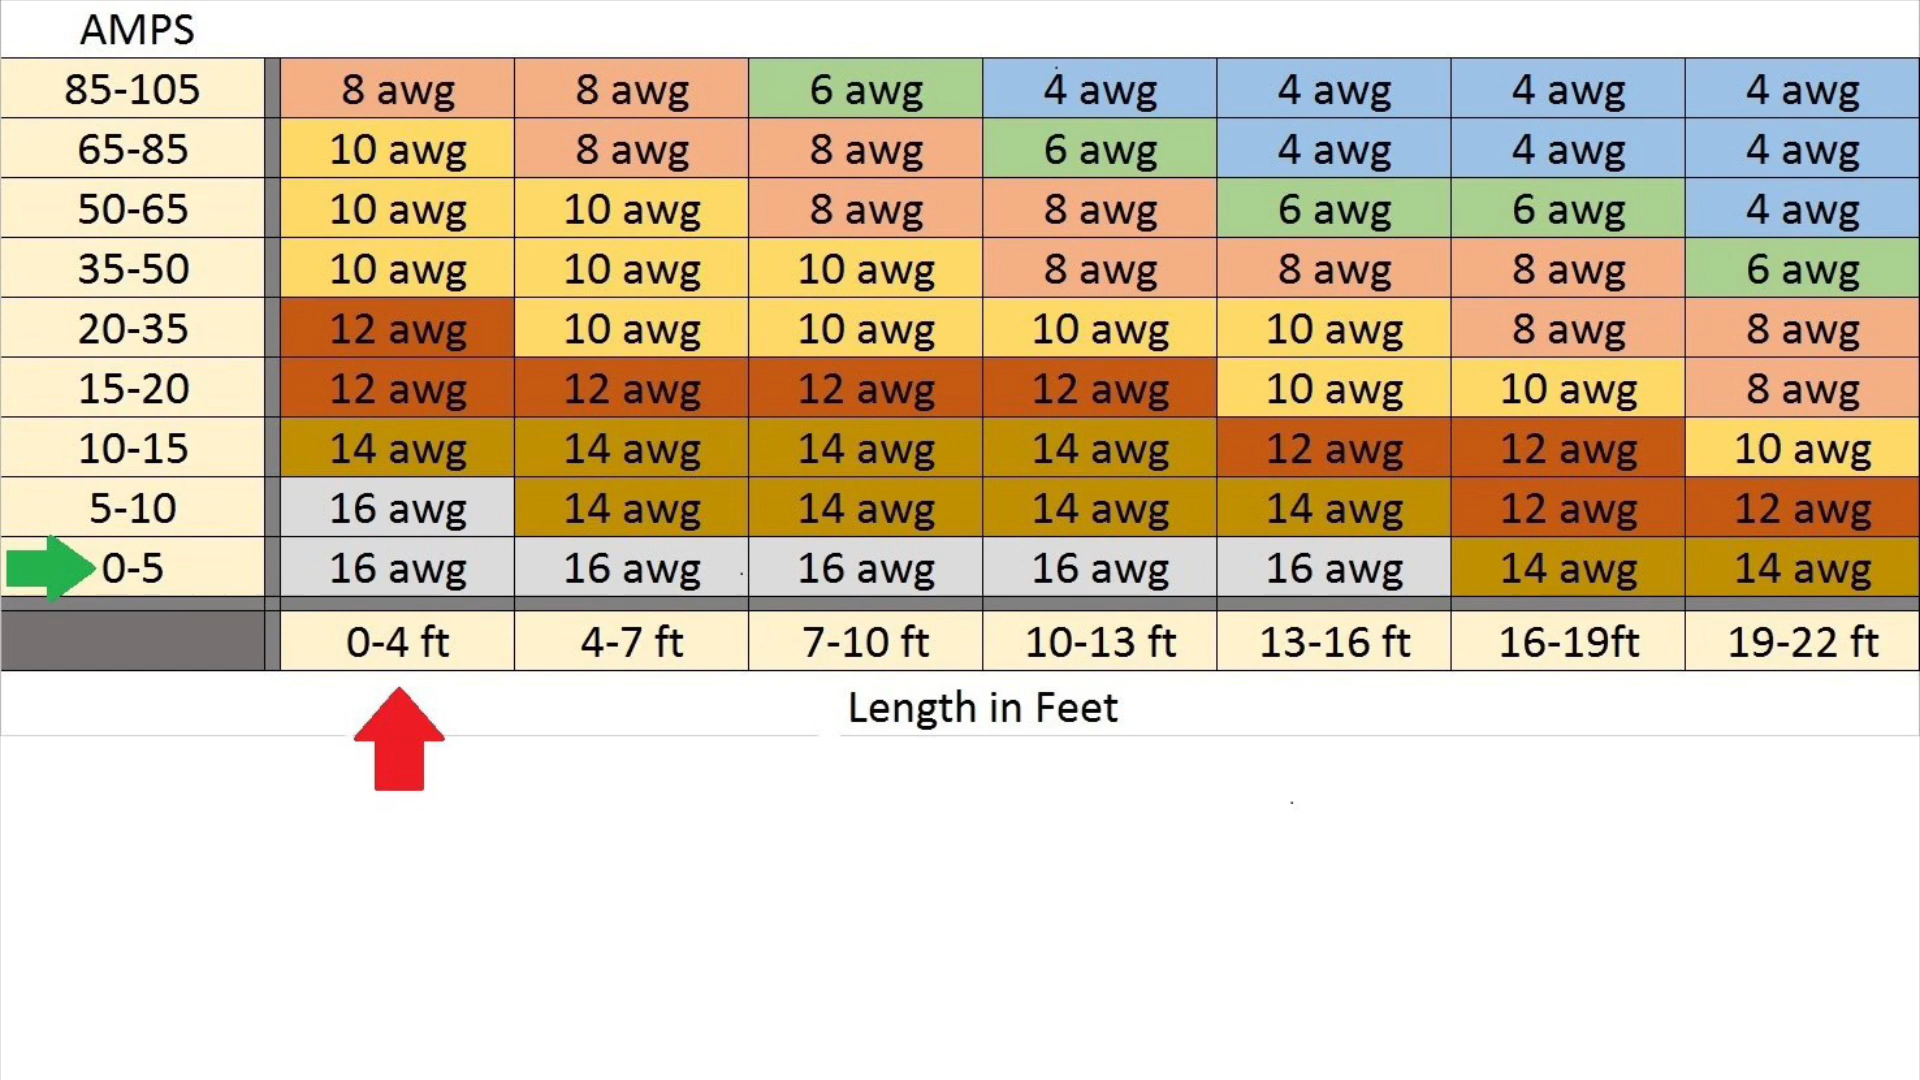 AMPS
85-105 8 awg 8 awg 6 awg 4 awg 4 awg 4 awg 4 awg
65-85 10 awg 8 awg 8 awg 6 awg 4 awg 4 awg 4 awg
50-65 10 awg 10 awg 8 awg 8 awg 6 awg 6 awg 4 awg
35-50 10 awg 10 awg 10 awg 8 awg 8 awg 8 awg 6 awg
20-35 12 awg 10 awg 10 awg 10 awg 10 awg 8 awg 8 awg
15-20 12 awg 12 awg 12 awg 12 awg 10 awg 10 awg 8 awg
10-15 14 awg 14 awg 14 awg 14 awg 12 awg 12 awg 10 awg
5-10 16 awg 14 awg 14 awg 14 awg 14 awg 12 awg 12 awg
0-5 16 awg 16 awg 16 awg 16 awg 16 awg 14 awg 14 awg
0-4 ft 4-7 ft 7-10 ft 10-13 ft 13-16 ft 16-19ft 19-22 ft
Length in Feet